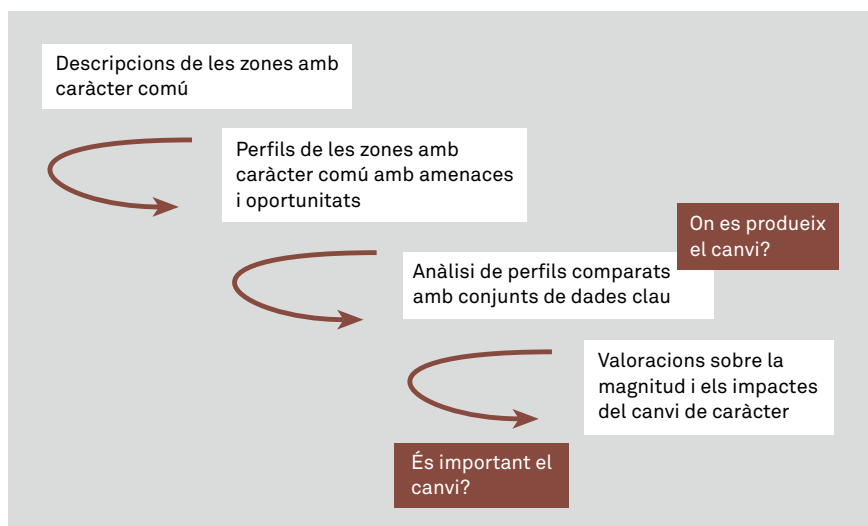 Descripcions de les zones amb
caràcter comú
Perfils de les zones amb
caràcter comú amb amenaces
i oportunitats
On es produeix
el canvi?
Anàlisi de perfils comparats
amb conjunts de dades clau
Valoracions sobre la
magnitud i els impactes
del canvi de caràcter
És important el
canvi?